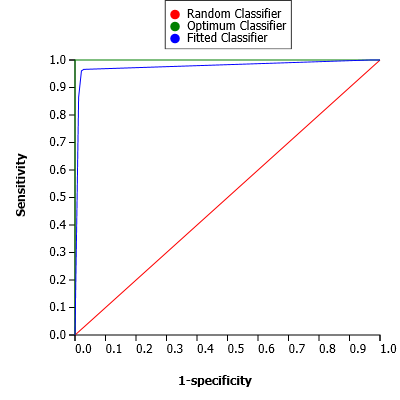 Random Classifier
Optimum Classifier
Fitted Classifier
1.0
0.9
0.8
0.7
0.6
0.5
0.4
0.3
0.2
0.1
0.0
Sensitivity
0.0 0.1 0.2 0.3 0.4 0.5 0.6 0.7 0.8 0.9 1.0
1-specificity